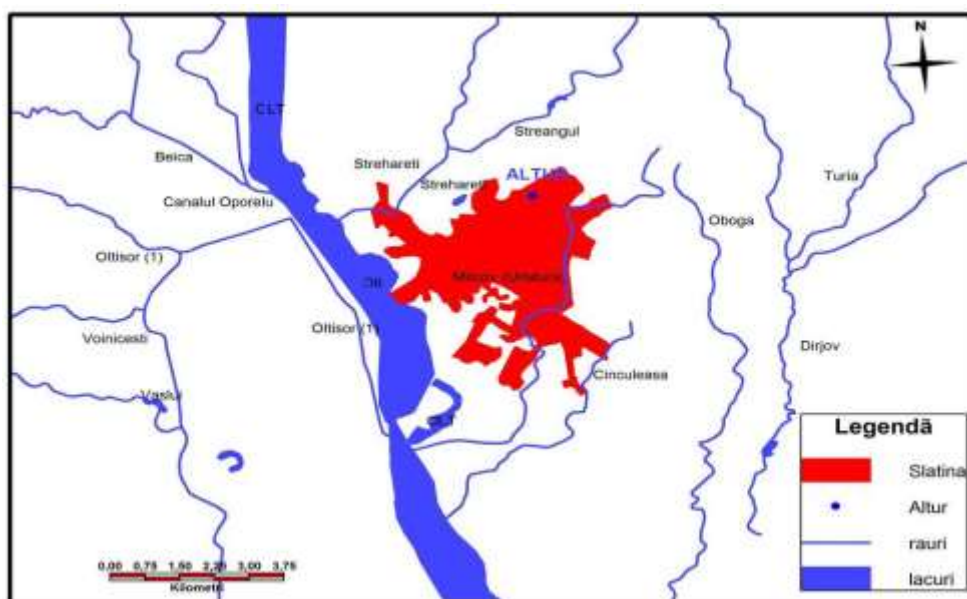 N
OLT
Streangul
Beica
Strehareti
Strehareti
ALTUR
Turia
Canalul Oporelu
Oboga
Oltisor (1)
Oltisor (1)
Voinicesti
Dirjov
Cinculeasa
Vaslui
Legendă
Slatina
Altur
rauri
lacuri
0,00 0,75 1,50 2,25 3,00 3,75
Kilometri